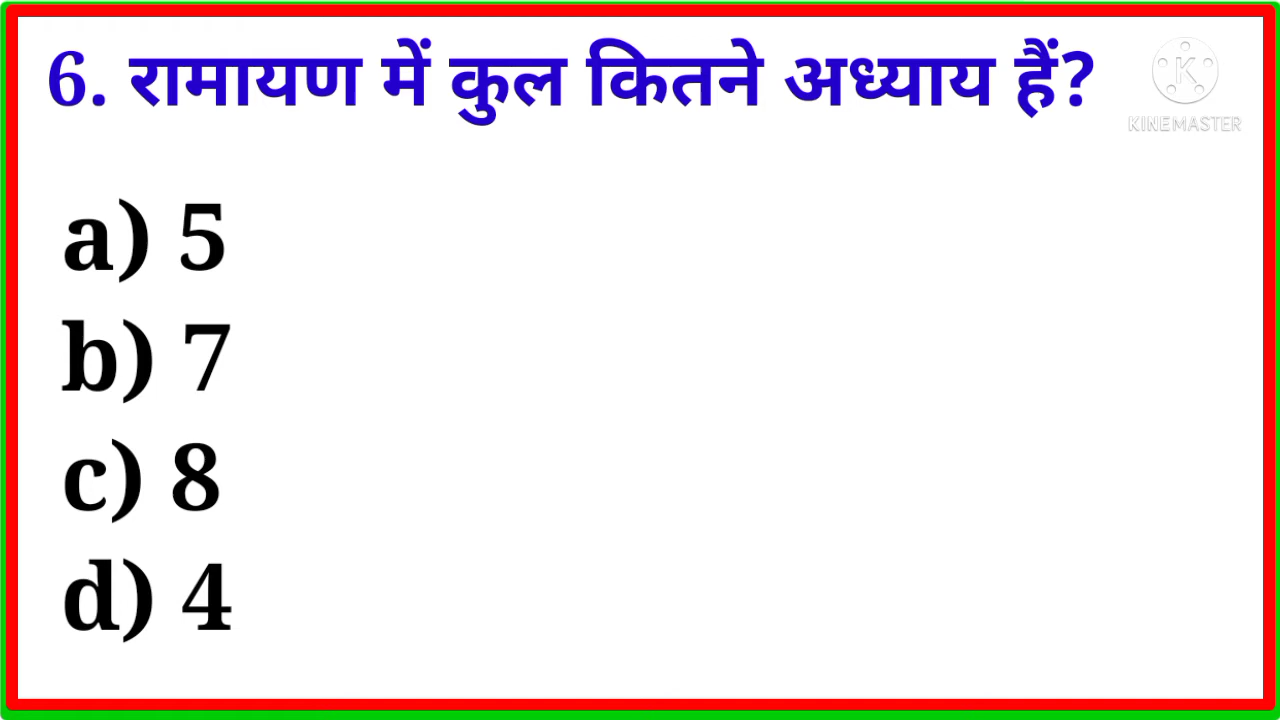 6. रामायण में कुल कितने अध्याय हैं?
K
KINEMASTER
a) 5
b) 7
c) 8
d) 4